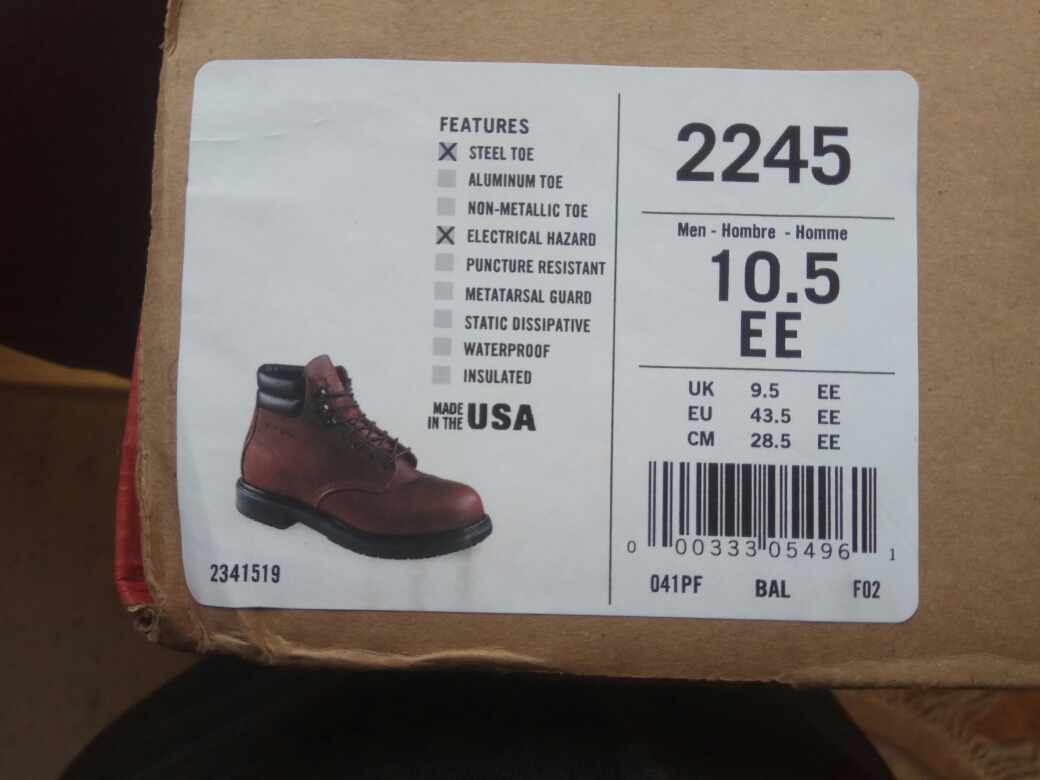 FEATURES
STEEL TOE
ALUMINUM TOE
NON-METALLIC TOE
ELECTRICAL HAZARD
PUNCTURE RESISTANT
METATARSAL GUARD
STATIC DISSIPATIVE
WATERPROOF
INSULATED
MADE IN THE USA
2341519
2245
Men - Hombre - Homme
10.5
EE
UK 9.5 EE
EU 43.5 EE
CM 28.5 EE
0 00333 05496 1
041PF BAL F02